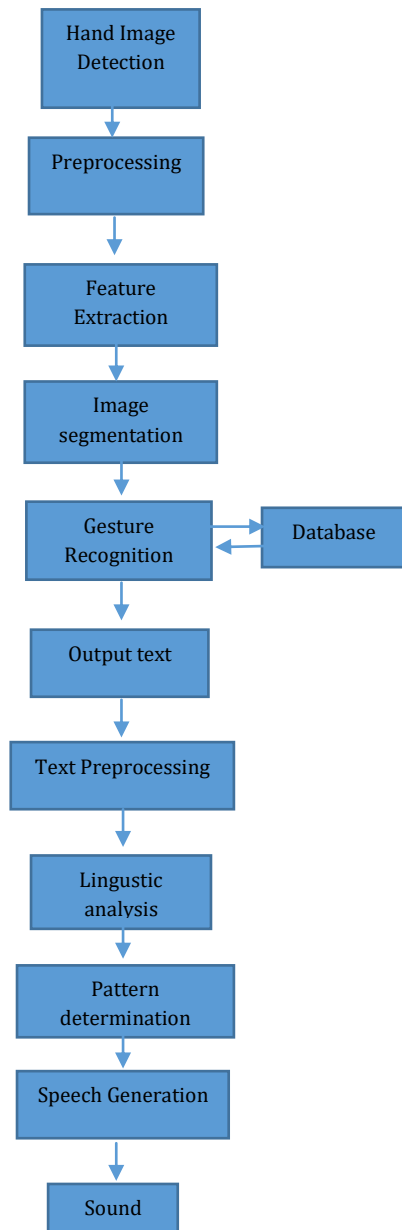 Hand Image
Detection
Preprocessing
Feature
Extraction
Image
segmentation
Gesture
Recognition
Database
Output text
Text Preprocessing
Lingustic
analysis
Pattern
determination
Speech Generation
Sound